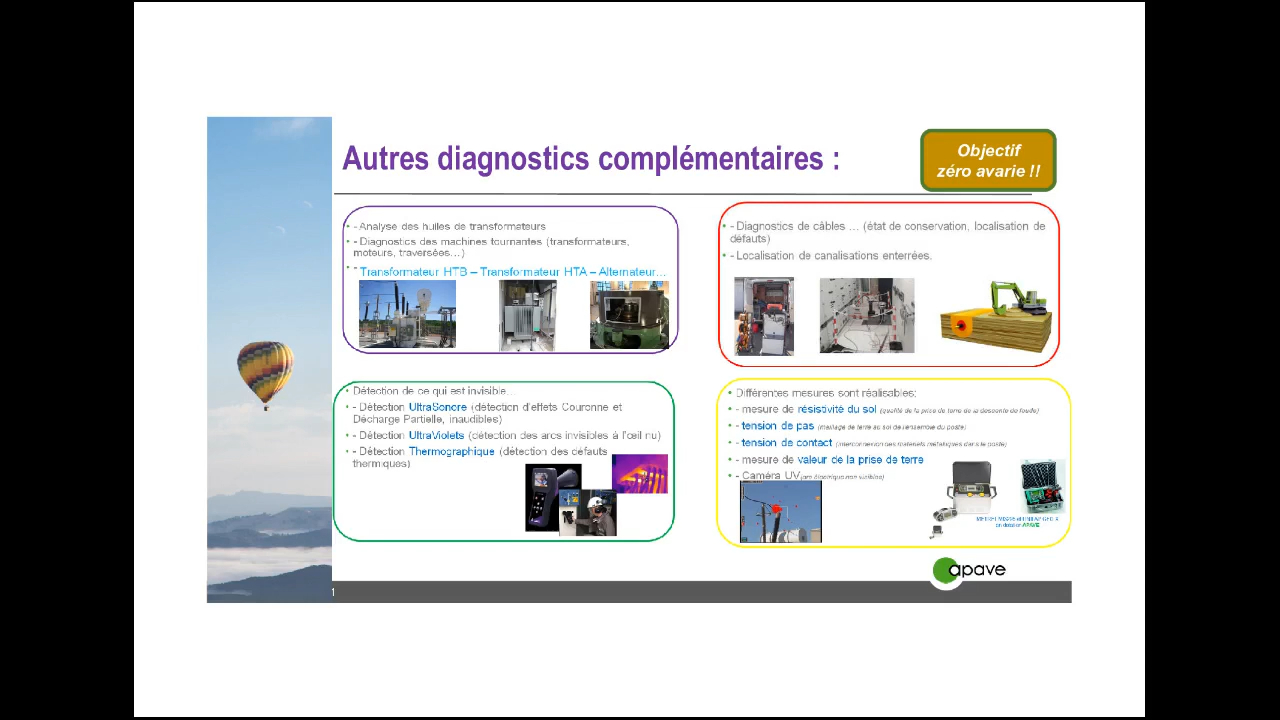 Autres diagnostics complémentaires :
Objectif
zéro avarie !!
• - Analyse des huiles de transformateurs
• - Diagnostics des machines tournantes (transformateurs,
moteurs, traversées…)
• - Transformateur HTB – Transformateur HTA – Alternateur…
• - Diagnostics de câbles … (état de conservation, localisation de
défauts)
• - Localisation de canalisations enterrées.
• Détection de ce qui est invisible…
• - Détection UltraSonore (détection d'effets Couronne et
Décharge Partielle, inaudibles)
• - Détection UltraViolets (détection des arcs invisibles à l'œil nu)
• - Détection Thermographique (détection des défauts
thermiques)
• Différentes mesures sont réalisables:
• - mesure de résistivité du sol (qualité de la prise de terre de la descente de foudre)
• - tension de pas (maillage de terre au sol de l'ensemble du poste)
• - tension de contact (interconnexion des matériels métalliques dans le poste)
• - mesure de valeur de la prise de terre
• - Caméra UV (arc électrique non visibles)
APAVE
apave
1